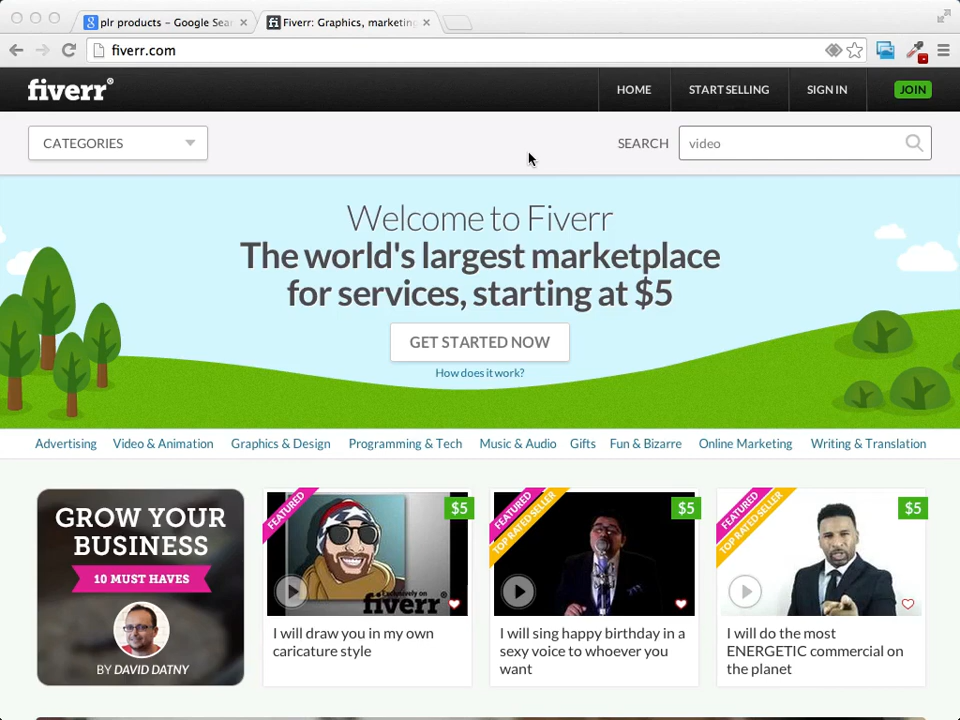 plr products – Google Sear
Fiverr: Graphics, marketing
fiverr.com
fiverr®
HOME
START SELLING
SIGN IN
JOIN
CATEGORIES
SEARCH
video
Welcome to Fiverr
The world's largest marketplace
for services, starting at $5
GET STARTED NOW
How does it work?
Advertising
Video & Animation
Graphics & Design
Programming & Tech
Music & Audio
Gifts
Fun & Bizarre
Online Marketing
Writing & Translation
GROW YOUR
BUSINESS
10 MUST HAVES
BY DAVID DATNY
FEATURED
$5
Exclusively on
fiverr
I will draw you in my own
caricature style
FEATURED
TOP RATED SELLER
$5
I will sing happy birthday in a
sexy voice to whoever you
want
FEATURED
TOP RATED SELLER
$5
I will do the most
ENERGETIC commercial on
the planet